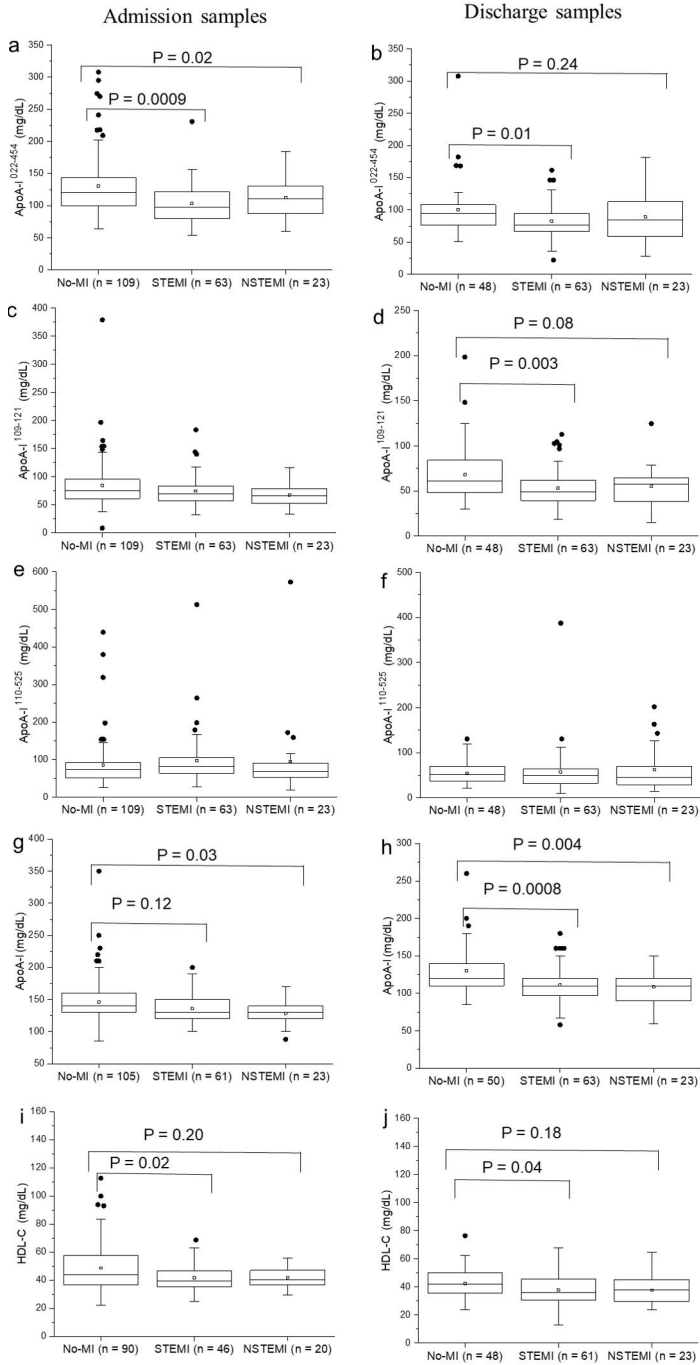 Admission samples
Discharge samples
a
ApoA-I 022-454 (mg/dL)
350
300
250
200
150
100
50
0
P = 0.02
P = 0.0009
No-MI (n = 109)
STEMI (n = 63)
NSTEMI (n = 23)
b
ApoA-I 022-454 (mg/dL)
350
300
250
200
150
100
50
0
P = 0.24
P = 0.01
No-MI (n = 48)
STEMI (n = 63)
NSTEMI (n = 23)
c
ApoA-I 109-121 (mg/dL)
400
350
300
250
200
150
100
50
0
No-MI (n = 109)
STEMI (n = 63)
NSTEMI (n = 23)
d
ApoA-I 109-121 (mg/dL)
250
200
150
100
50
0
P = 0.08
P = 0.003
No-MI (n = 48)
STEMI (n = 63)
NSTEMI (n = 23)
e
ApoA-I 110-525 (mg/dL)
600
500
400
300
200
100
0
No-MI (n = 109)
STEMI (n = 63)
NSTEMI (n = 23)
f
ApoA-I 110-525 (mg/dL)
500
400
300
200
100
0
No-MI (n = 48)
STEMI (n = 63)
NSTEMI (n = 23)
g
ApoA-I (mg/dL)
400
350
300
250
200
150
100
50
P = 0.03
P = 0.12
No-MI (n = 105)
STEMI (n = 61)
NSTEMI (n = 23)
h
ApoA-I (mg/dL)
300
250
200
150
100
50
0
P = 0.004
P = 0.0008
No-MI (n = 50)
STEMI (n = 63)
NSTEMI (n = 23)
i
HDL-C (mg/dL)
160
140
120
100
80
60
40
20
0
P = 0.20
P = 0.02
No-MI (n = 90)
STEMI (n = 46)
NSTEMI (n = 20)
j
HDL-C (mg/dL)
160
140
120
100
80
60
40
20
0
P = 0.18
P = 0.04
No-MI (n = 48)
STEMI (n = 61)
NSTEMI (n = 23)